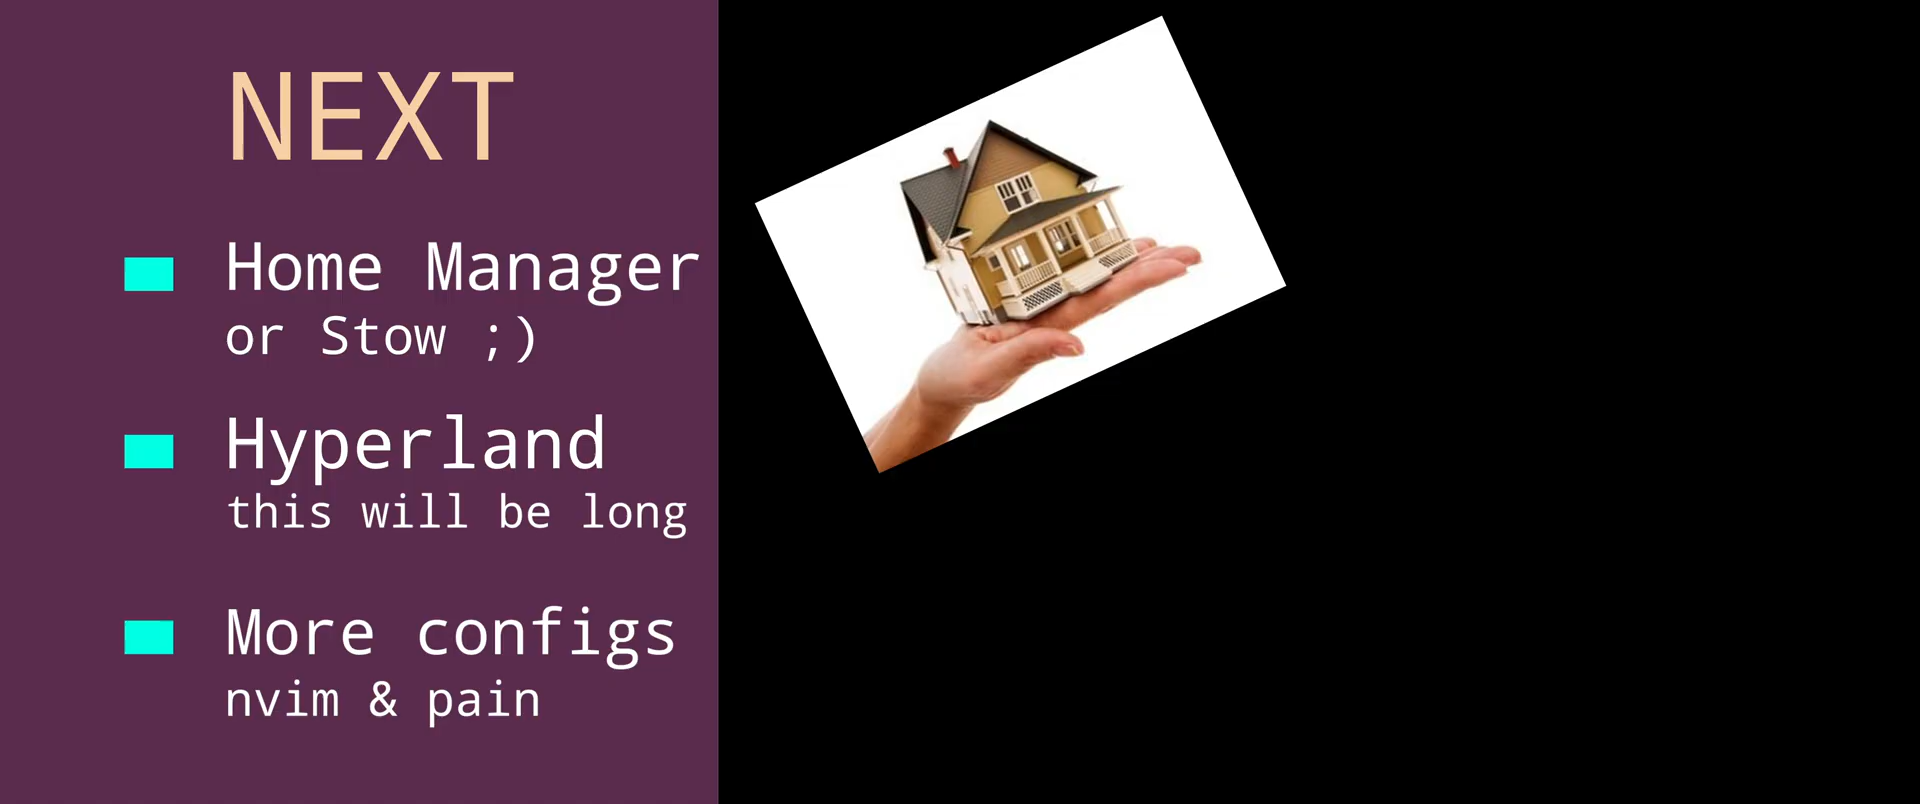 NEXT
Home Manager
or Stow ;)
Hyperland
this will be long
More configs
nvim & pain